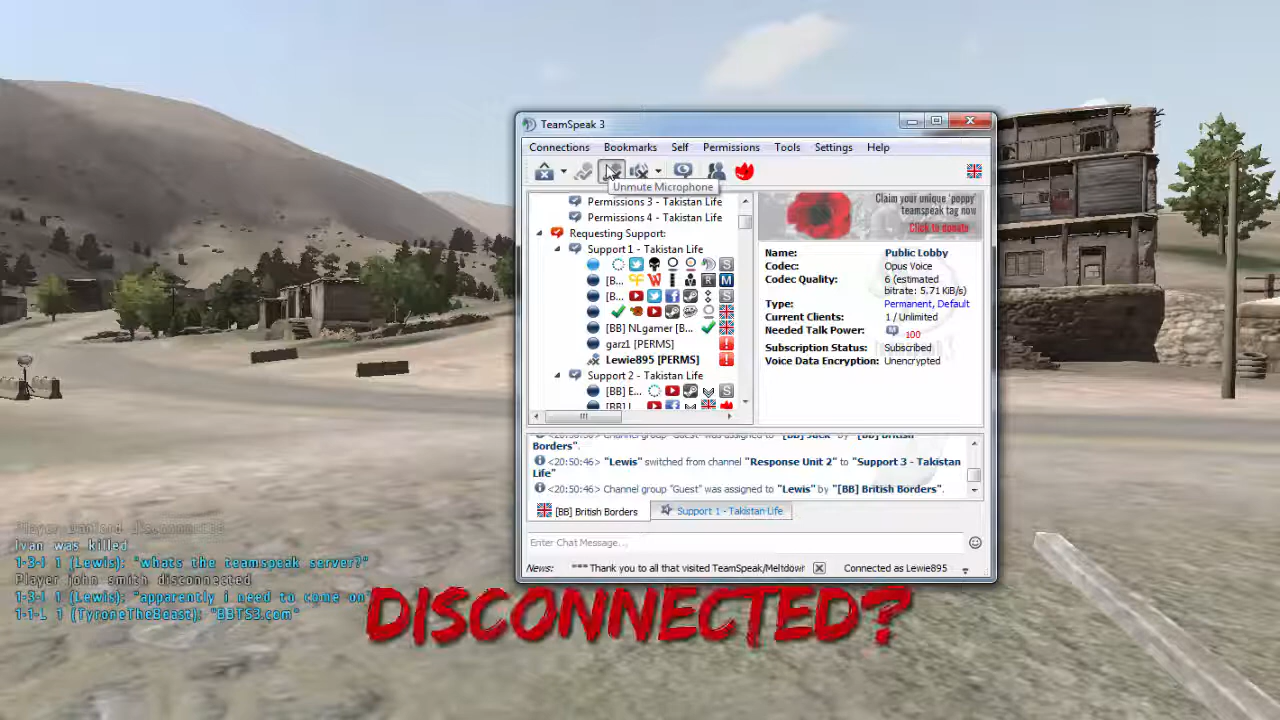 TeamSpeak 3
Connections Bookmarks Self Permissions Tools Settings Help
Unmute Microphone
Permissions 3 - Takistan Life
Permissions 4 - Takistan Life
Requesting Support:
Support 1 - Takistan Life
[B...
[B...
[BB] NLgamer [B...
garz1 [PERMS]
Lewie895 [PERMS]
Support 2 - Takistan Life
[BB] E...
Claim your unique 'poppy'
teamspeak tag now
Click to donate
Name: Public Lobby
Codec: Opus Voice
Codec Quality: 6 (estimated
bitrate: 5.71 KiB/s)
Type: Permanent, Default
Current Clients: 1 / Unlimited
Needed Talk Power: 100
Subscription Status: Subscribed
Voice Data Encryption: Unencrypted
Borders".
<20:50:46> "Lewis" switched from channel "Response Unit 2" to "Support 3 - Takistan
Life"
<20:50:46> Channel group "Guest" was assigned to "Lewis" by "[BB] British Borders".
[BB] British Borders Support 1 - Takistan Life
Enter Chat Message...
News: *** Thank you to all that visited TeamSpeak/Meltdowr Connected as Lewie895
disconnected
Ivan was killed
1-3-I 1 (Lewis): "whats the teamspeak server?"
Player john smith disconnected
1-3-I 1 (Lewis): "apparently i need to come on"
1-1-L 1 (TyroneTheBeast): "BBTS3.com"
DISCONNECTED?